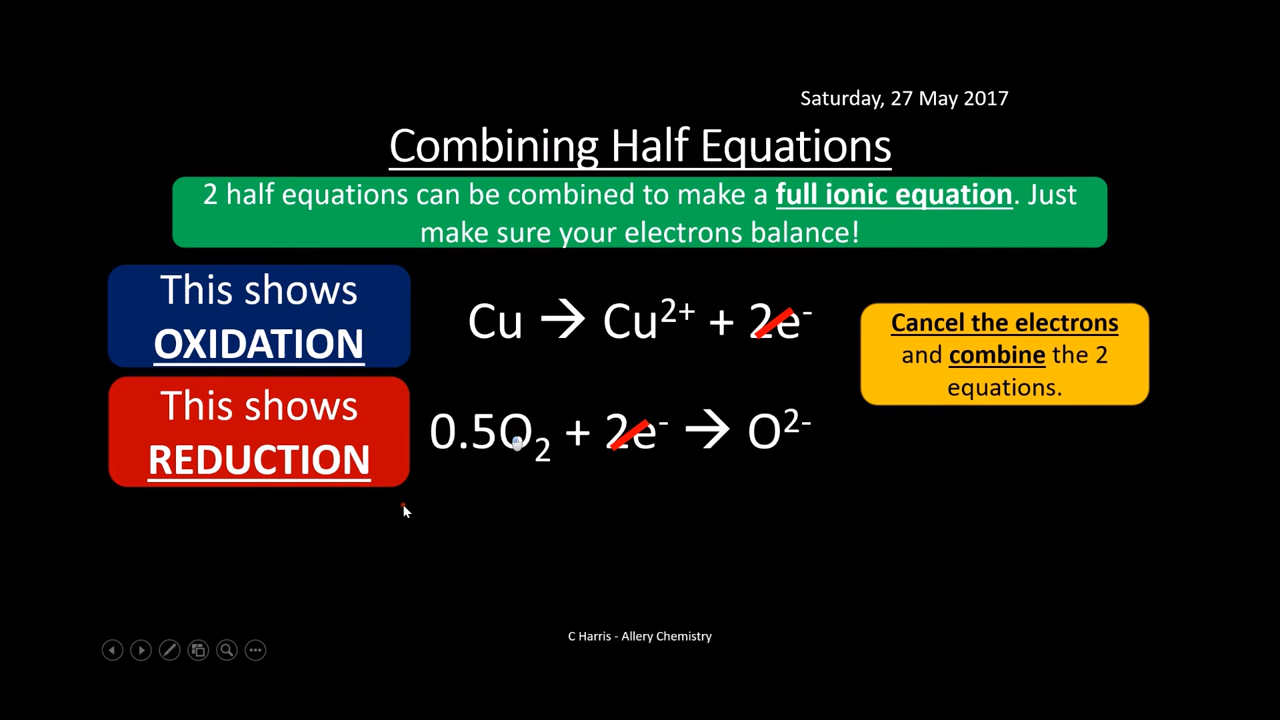 Saturday, 27 May 2017
Combining Half Equations
2 half equations can be combined to make a full ionic equation. Just
make sure your electrons balance!
This shows
OXIDATION
Cu → Cu²⁺ + 2e⁻
Cancel the electrons
and combine the 2
equations.
This shows
REDUCTION
0.5O₂ + 2e⁻ → O²⁻
C Harris - Allery Chemistry